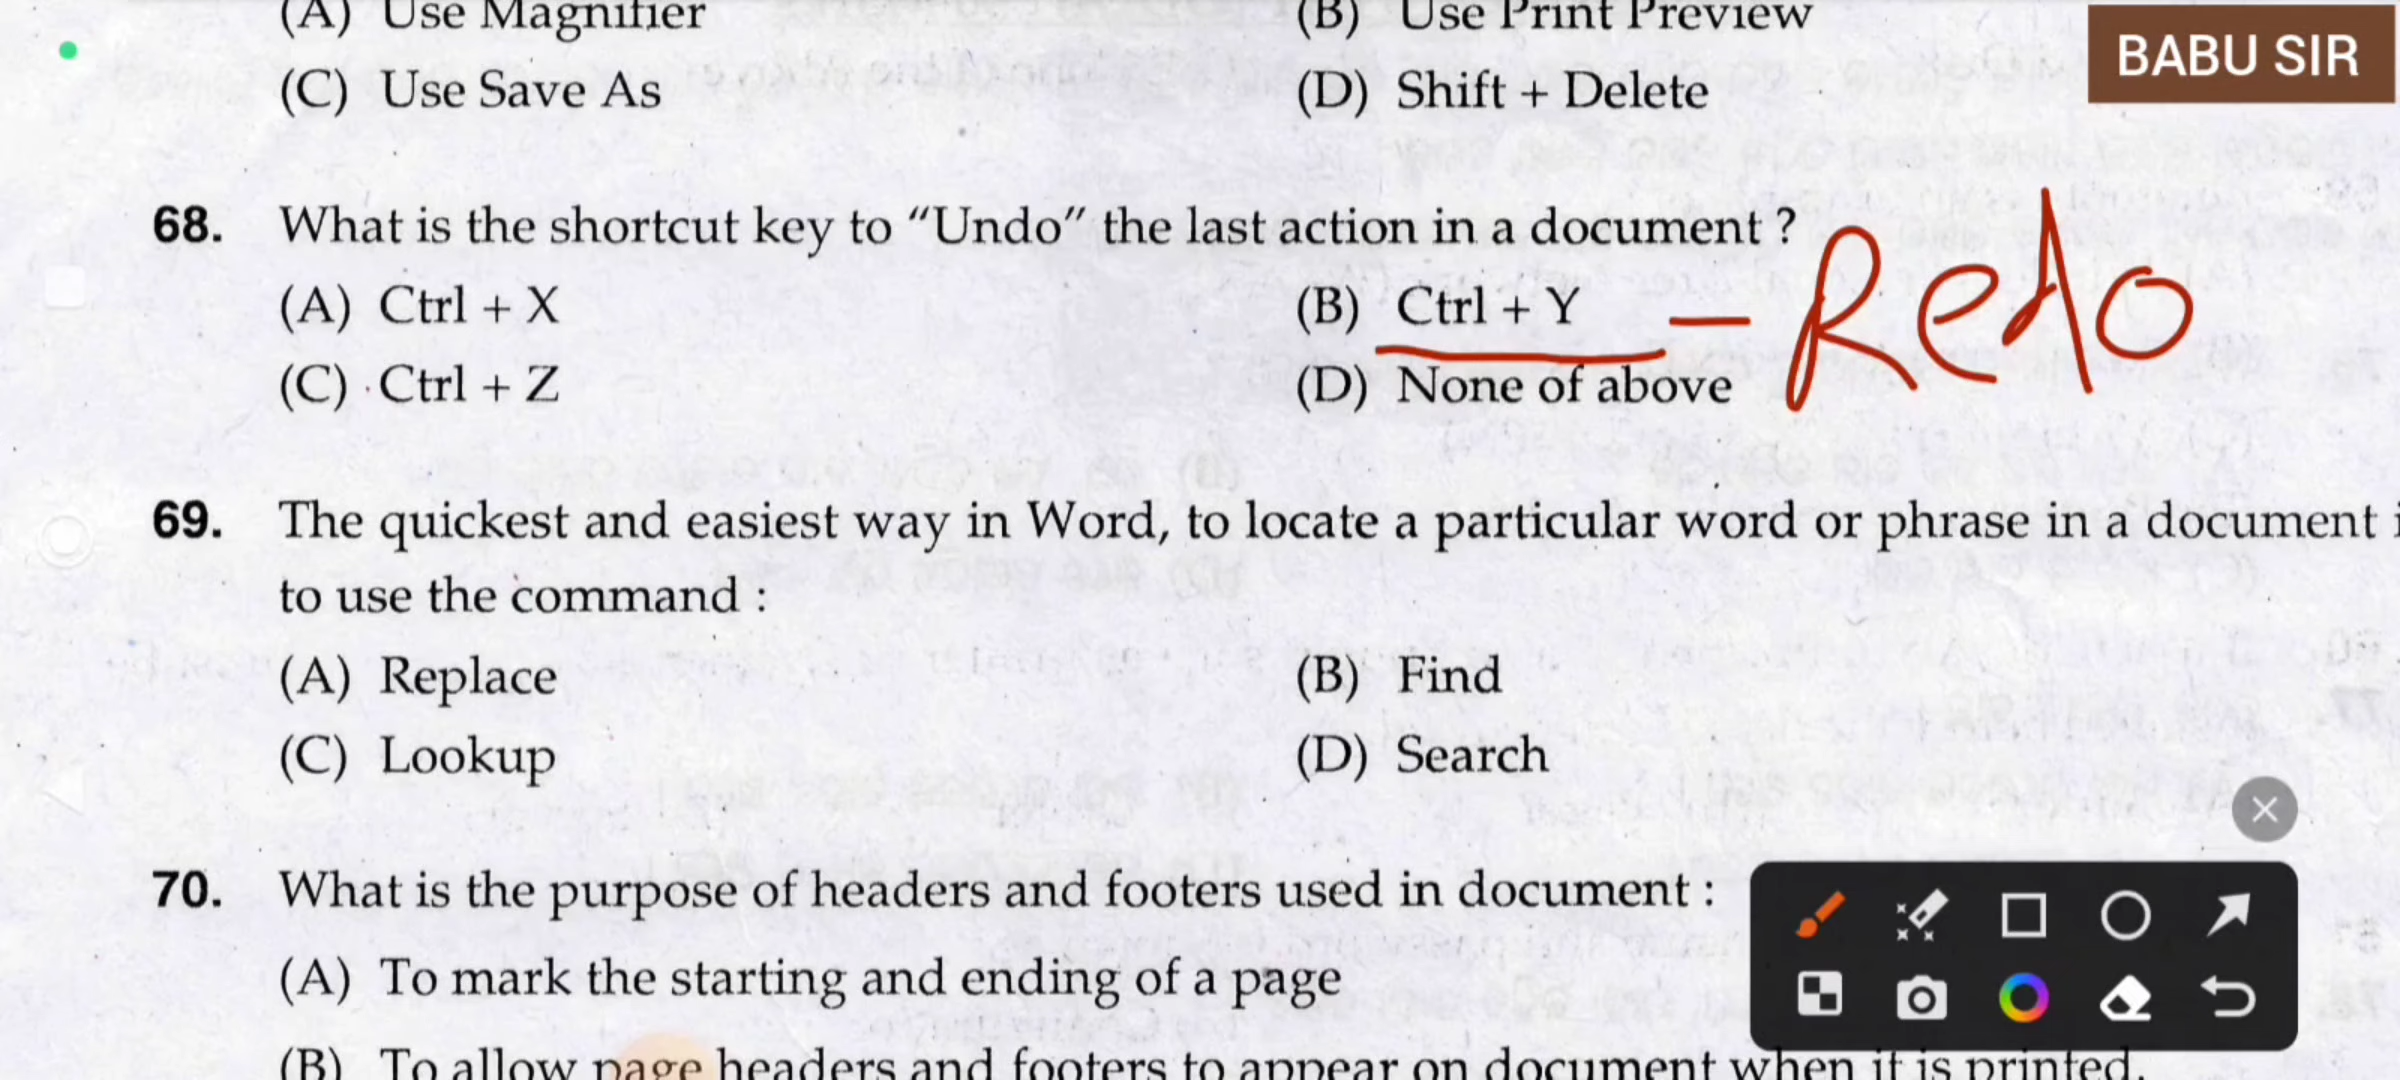 (A) Use Magnifier (B) Use Print Preview
BABU SIR
(C) Use Save As (D) Shift + Delete
68. What is the shortcut key to “Undo” the last action in a document ?
(A) Ctrl + X (B) Ctrl + Y – Redo
(C) Ctrl + Z (D) None of above
69. The quickest and easiest way in Word, to locate a particular word or phrase in a document
to use the command :
(A) Replace (B) Find
(C) Lookup (D) Search
70. What is the purpose of headers and footers used in document :
(A) To mark the starting and ending of a page
(B) To allow page headers and footers to appear on document when it is printed.